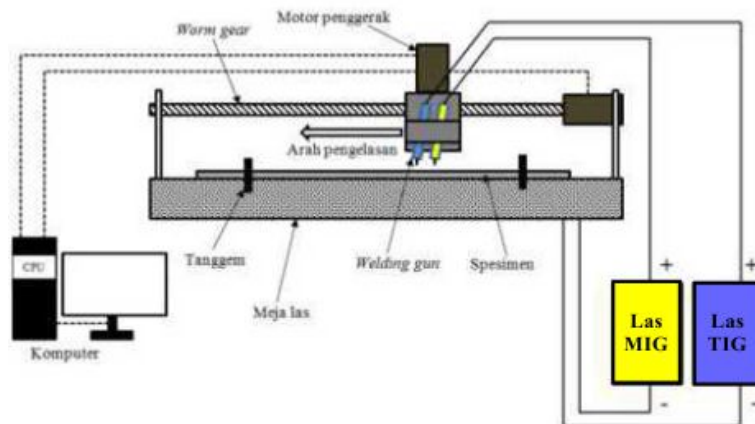 Motor penggerak
Worm gear
Arah pengelasan
CPU
Tanggem
Welding gun
Spesimen
Meja las
Komputer
+
+
Las
MIG
Las
TIG
-
-